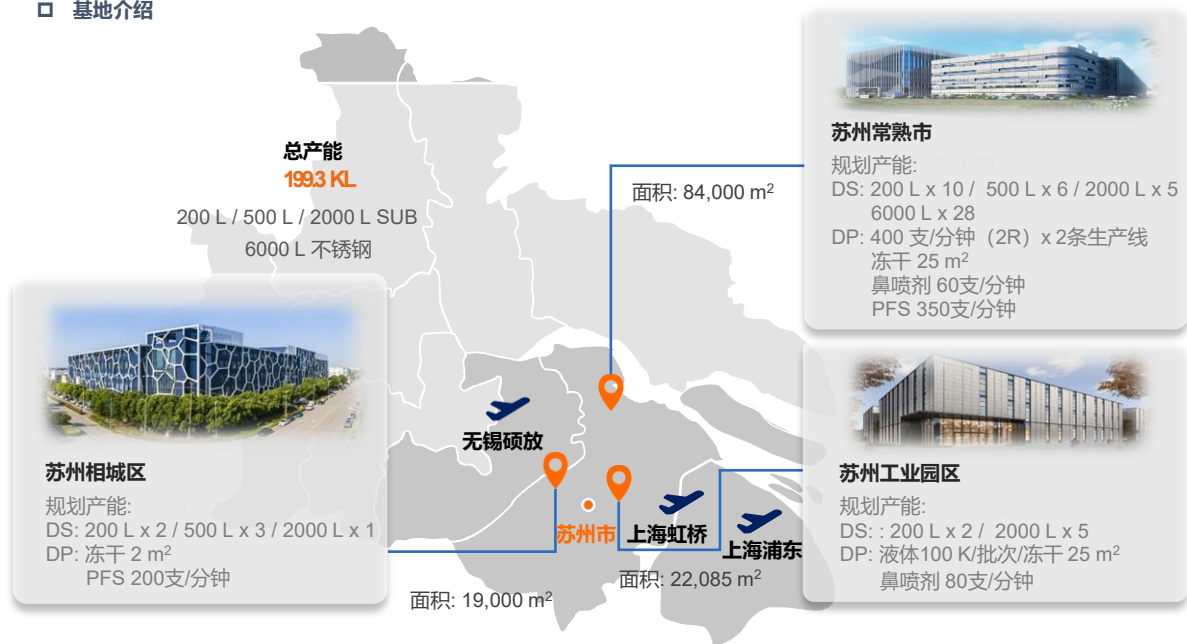 基地介绍
总产能
199.3 KL
200 L / 500 L / 2000 L SUB
6000 L 不锈钢
苏州常熟市
规划产能:
DS: 200 L x 10 / 500 L x 6 / 2000 L x 5
6000 L x 28
DP: 400 支/分钟（2R）x 2条生产线
冻干 25 m²
鼻喷剂 60支/分钟
PFS 350支/分钟
面积: 84,000 m²
苏州相城区
规划产能:
DS: 200 L x 2 / 500 L x 3 / 2000 L x 1
DP: 冻干 2 m²
PFS 200支/分钟
面积: 19,000 m²
无锡硕放
苏州市
上海虹桥
上海浦东
面积: 22,085 m²
苏州工业园区
规划产能:
DS: : 200 L x 2 / 2000 L x 5
DP: 液体100 K/批次/冻干 25 m²
鼻喷剂 80支/分钟